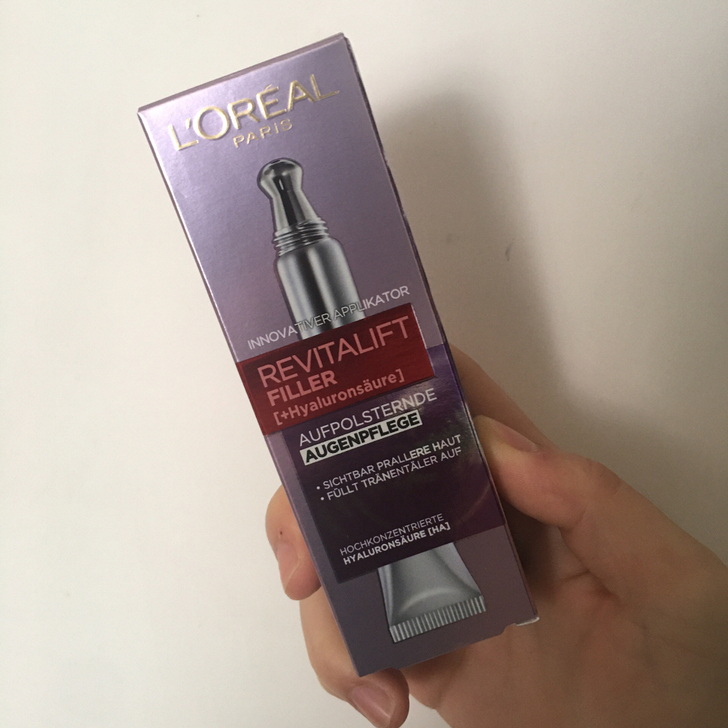 L'ORÉAL
PARIS
INNOVATIVER APPLIKATOR
REVITALIFT
FILLER
[+Hyaluronsäure]
AUFPOLSTERNDE
AUGENPFLEGE
• SICHTBAR PRALLERE HAUT
• FÜLLT TRÄNENTÄLER AUF
HOCHKONZENTRIERTE
HYALURONSÄURE [HA]